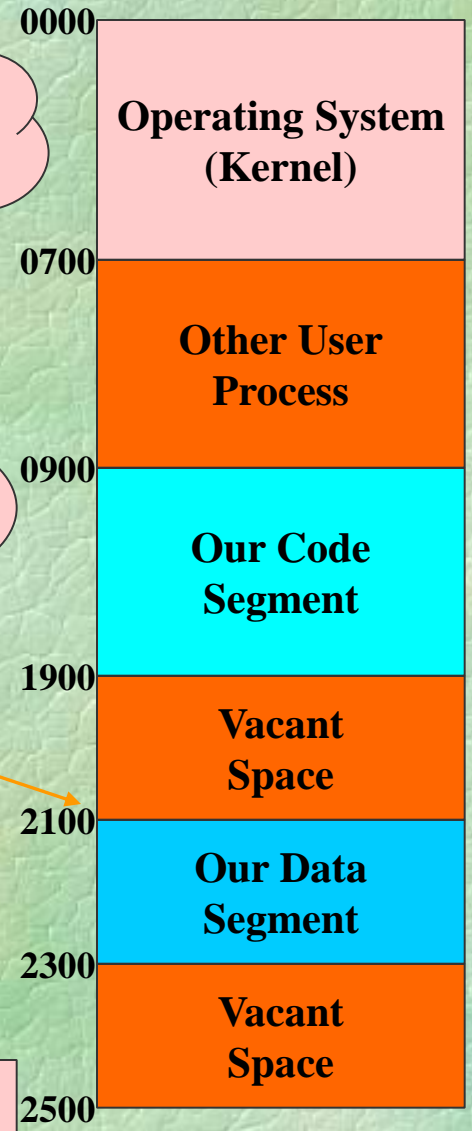 0000
Operating System
(Kernel)
0700
Other User
Process
0900
Our Code
Segment
1900
Vacant
Space
2100
Our Data
Segment
2300
Vacant
Space
2500